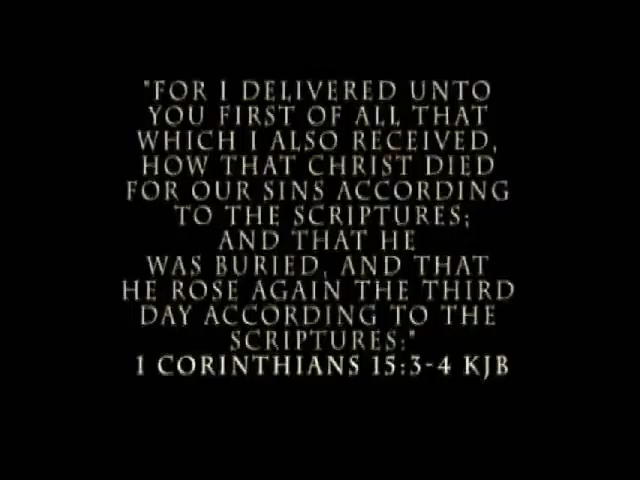 "FOR I DELIVERED UNTO
YOU FIRST OF ALL THAT
WHICH I ALSO RECEIVED,
HOW THAT CHRIST DIED
FOR OUR SINS ACCORDING
TO THE SCRIPTURES;
AND THAT HE
WAS BURIED, AND THAT
HE ROSE AGAIN THE THIRD
DAY ACCORDING TO THE
SCRIPTURES:"
1 CORINTHIANS 15:3-4 KJB